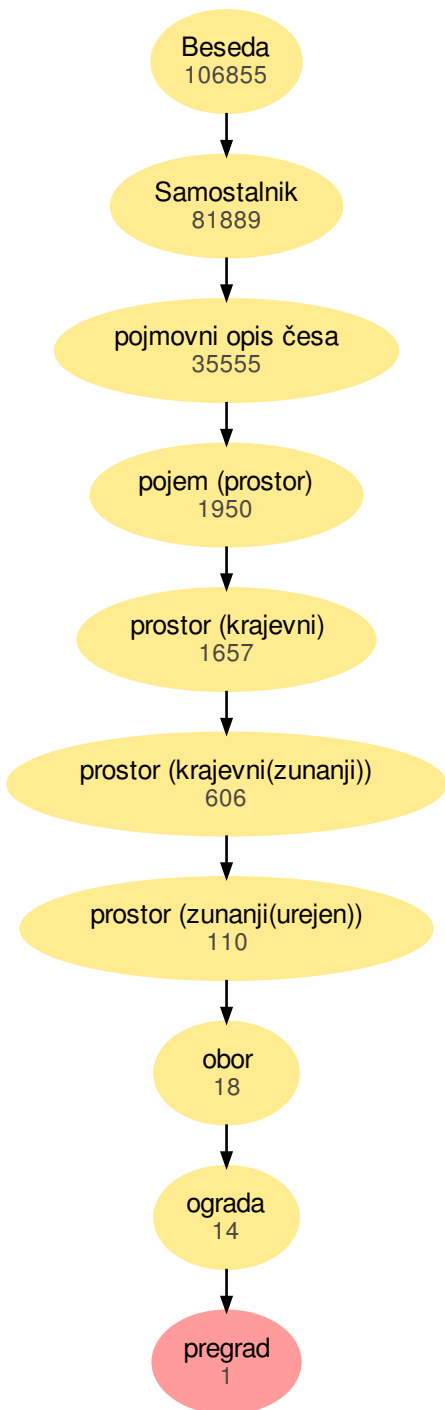 Beseda
106855
Samostalnik
81889
pojmovni opis česa
35555
pojem (prostor)
1950
prostor (krajevni)
1657
prostor (krajevni(zunanji))
606
prostor (zunanji(urejen))
110
obor
18
ograda
14
pregrad
1